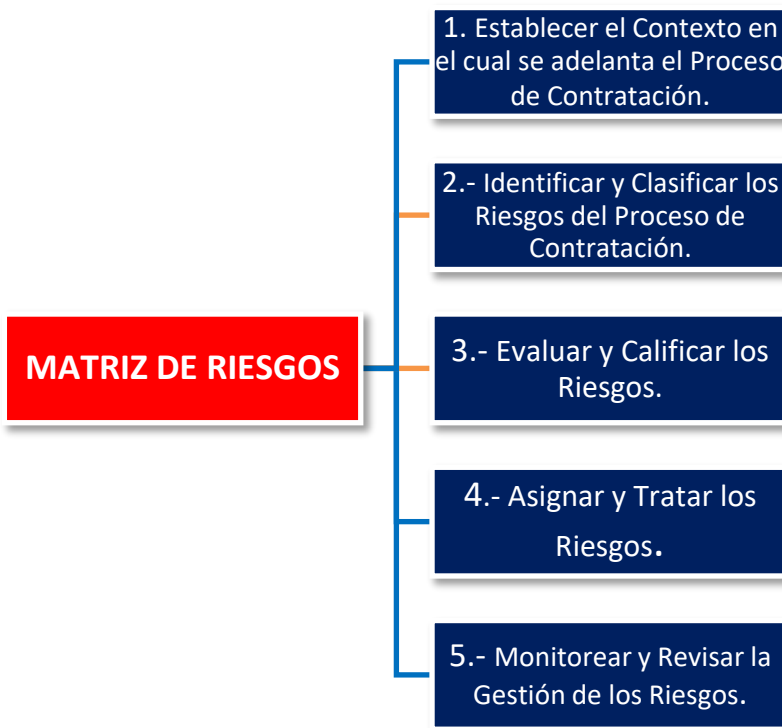 1. Establecer el Contexto en
el cual se adelanta el Proceso
de Contratación.
2.- Identificar y Clasificar los
Riesgos del Proceso de
Contratación.
MATRIZ DE RIESGOS
3.- Evaluar y Calificar los
Riesgos.
4.- Asignar y Tratar los
Riesgos.
5.- Monitorear y Revisar la
Gestión de los Riesgos.